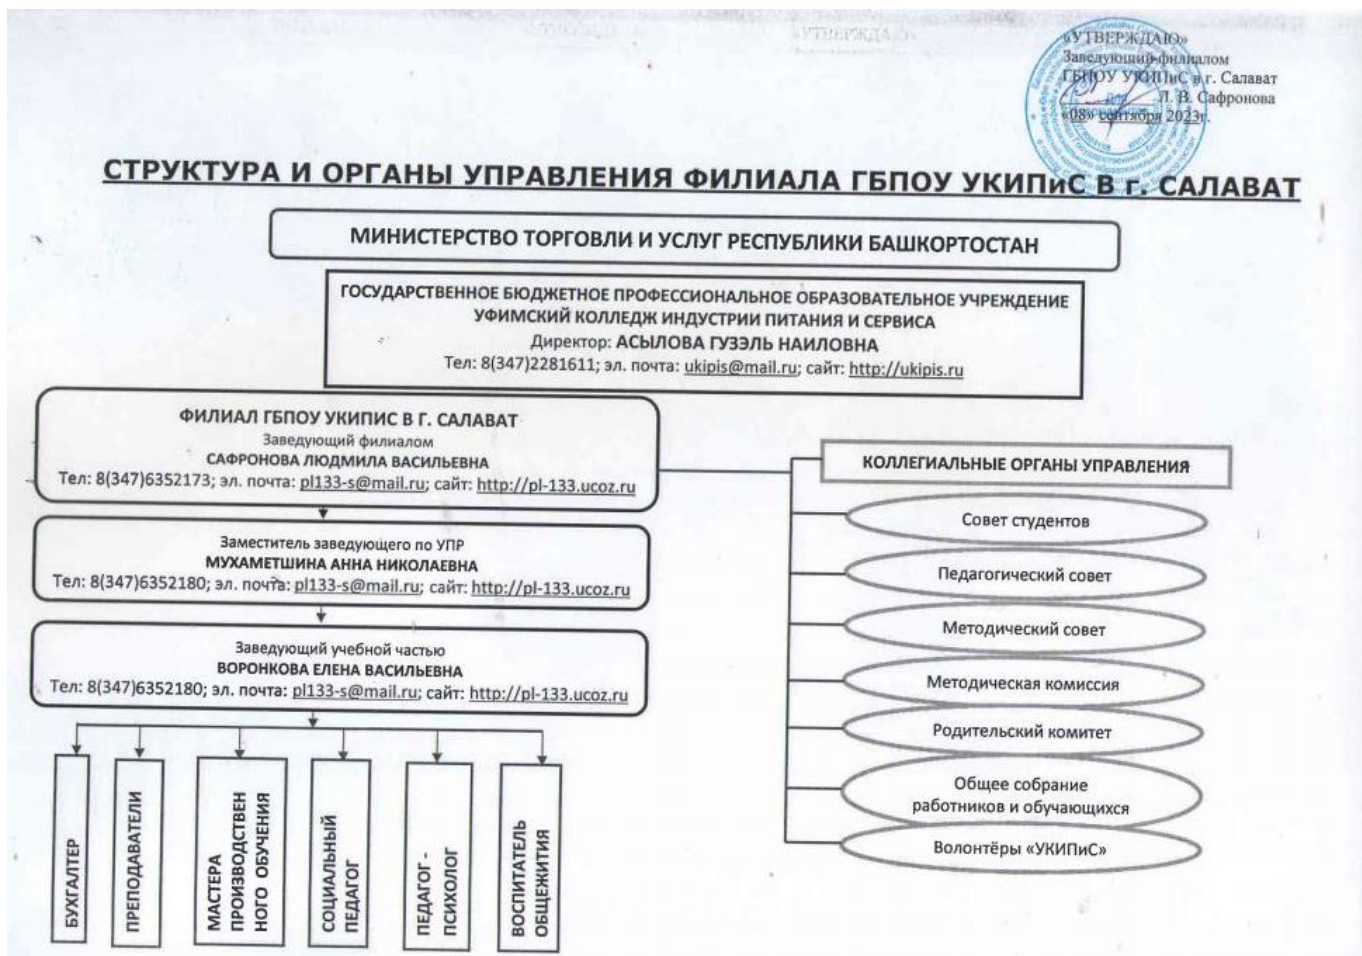 «УТВЕРЖДАЮ»
Заведующий филиалом
ГБПОУ УКИПиС в г. Салават
Л. В. Сафронова
«08» сентября 2023г.
СТРУКТУРА И ОРГАНЫ УПРАВЛЕНИЯ ФИЛИАЛА ГБПОУ УКИПиС В г. САЛАВАТ
МИНИСТЕРСТВО ТОРГОВЛИ И УСЛУГ РЕСПУБЛИКИ БАШКОРТОСТАН
ГОСУДАРСТВЕННОЕ БЮДЖЕТНОЕ ПРОФЕССИОНАЛЬНОЕ ОБРАЗОВАТЕЛЬНОЕ УЧРЕЖДЕНИЕ
УФИМСКИЙ КОЛЛЕДЖ ИНДУСТРИИ ПИТАНИЯ И СЕРВИСА
Директор: АСЫЛОВА ГУЗЭЛЬ НАИЛОВНА
Тел: 8(347)2281611; эл. почта: ukipis@mail.ru; сайт: http://ukipis.ru
ФИЛИАЛ ГБПОУ УКИПИС В Г. САЛАВАТ
Заведующий филиалом
САФРОНОВА ЛЮДМИЛА ВАСИЛЬЕВНА
Тел: 8(347)6352173; эл. почта: pl133-s@mail.ru; сайт: http://pl-133.ucoz.ru
Заместитель заведующего по УПР
МУХАМЕТШИНА АННА НИКОЛАЕВНА
Тел: 8(347)6352180; эл. почта: pl133-s@mail.ru; сайт: http://pl-133.ucoz.ru
Заведующий учебной частью
ВОРОНКОВА ЕЛЕНА ВАСИЛЬЕВНА
Тел: 8(347)6352180; эл. почта: pl133-s@mail.ru; сайт: http://pl-133.ucoz.ru
БУХГАЛТЕР
ПРЕПОДАВАТЕЛИ
МАСТЕРА
ПРОИЗВОДСТВЕН
НОГО ОБУЧЕНИЯ
СОЦИАЛЬНЫЙ
ПЕДАГОГ
ПЕДАГОГ -
ПСИХОЛОГ
ВОСПИТАТЕЛЬ
ОБЩЕЖИТИЯ
КОЛЛЕГИАЛЬНЫЕ ОРГАНЫ УПРАВЛЕНИЯ
Совет студентов
Педагогический совет
Методический совет
Методическая комиссия
Родительский комитет
Общее собрание
работников и обучающихся
Волонтёры «УКИПиС»